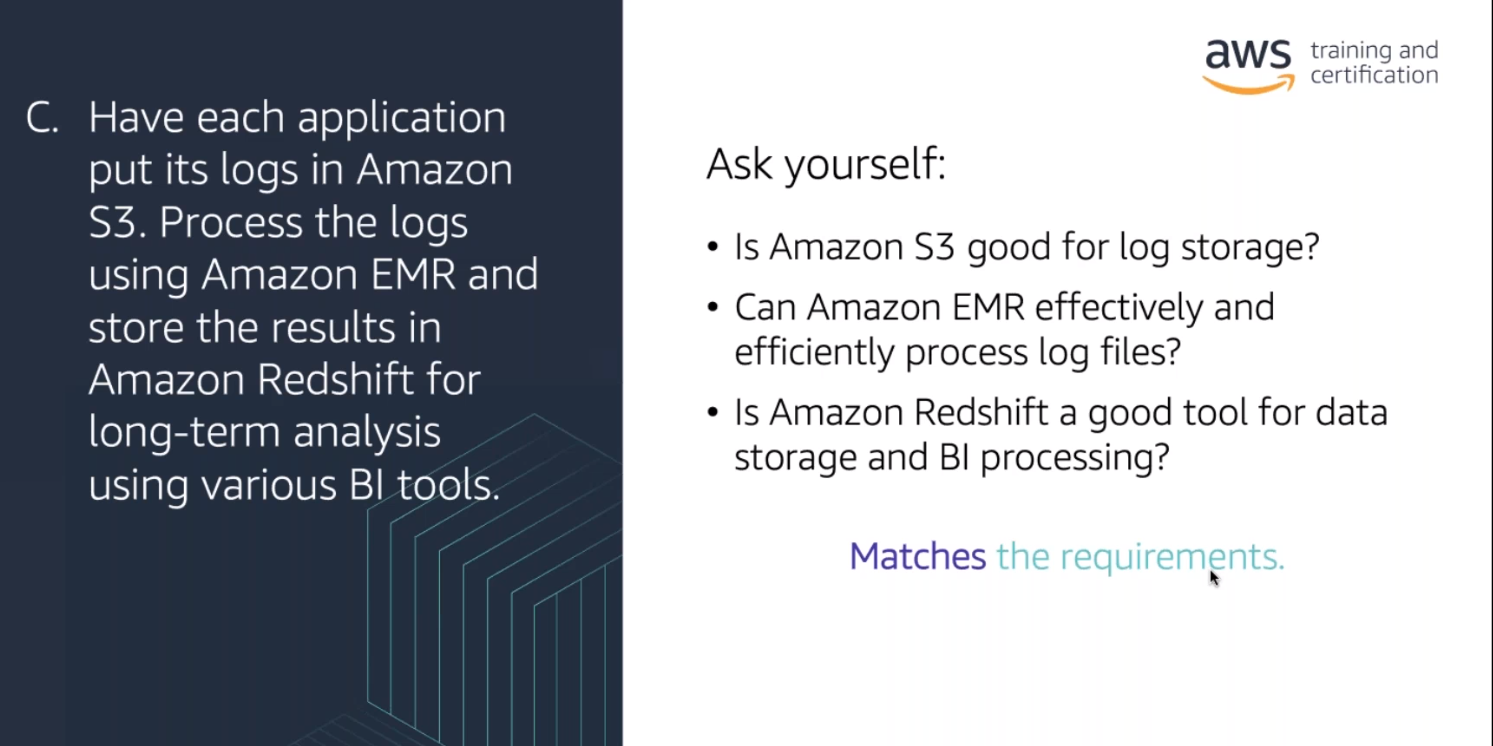 C. Have each application
put its logs in Amazon
S3. Process the logs
using Amazon EMR and
store the results in
Amazon Redshift for
long-term analysis
using various BI tools.
aws training and
certification
Ask yourself:
• Is Amazon S3 good for log storage?
• Can Amazon EMR effectively and
efficiently process log files?
• Is Amazon Redshift a good tool for data
storage and BI processing?
Matches the requirements.